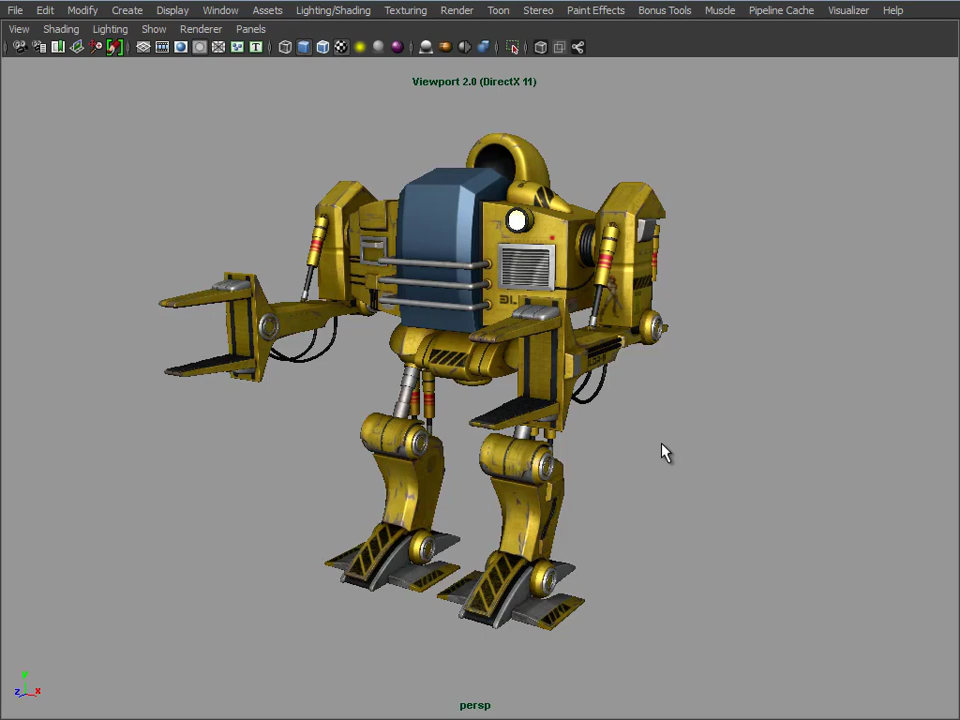 File Edit Modify Create Display Window Assets Lighting/Shading Texturing Render Toon Stereo Paint Effects Bonus Tools Muscle Pipeline Cache Visualizer Help
View Shading Lighting Show Renderer Panels
Viewport 2.0 (DirectX 11)
Y
Z X
persp